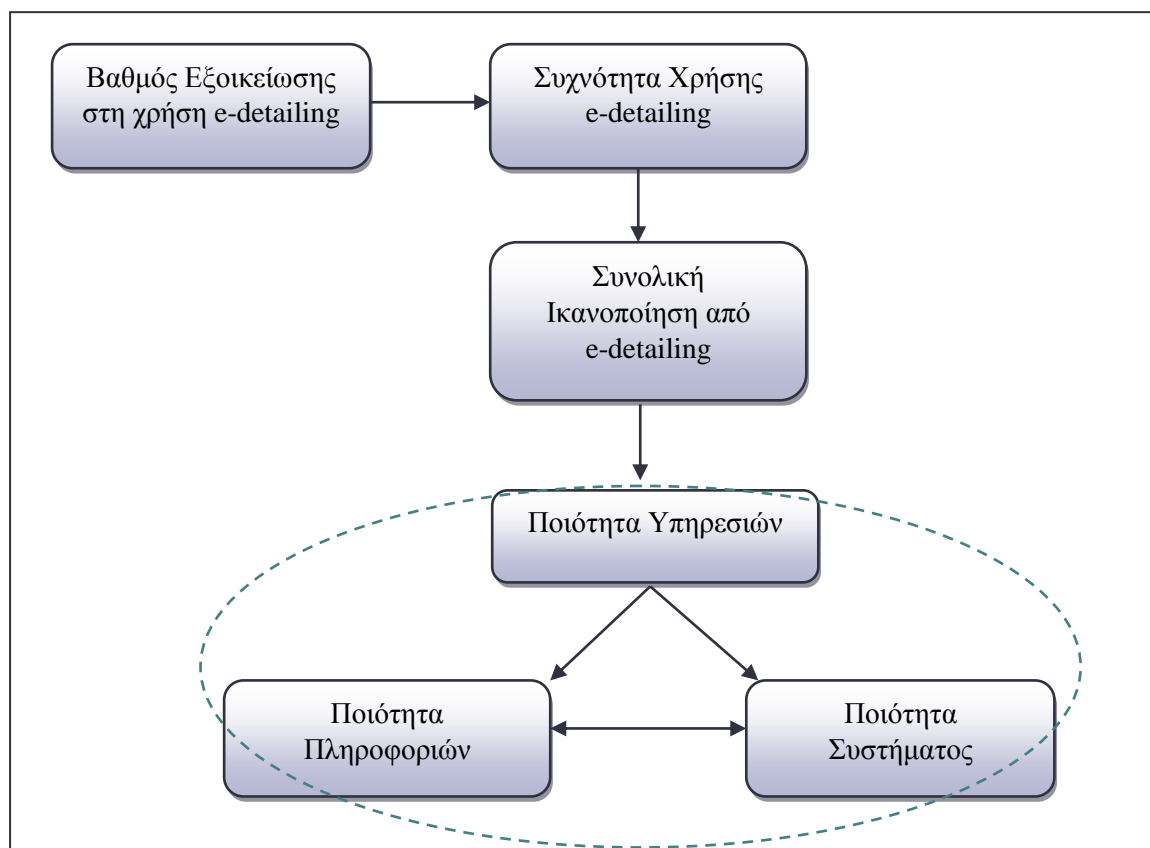 Βαθμός Εξοικείωσης
στη χρήση e-detailing
Συχνότητα Χρήσης
e-detailing
Συνολική
Ικανοποίηση από
e-detailing
Ποιότητα Υπηρεσιών
Ποιότητα
Πληροφοριών
Ποιότητα
Συστήματος